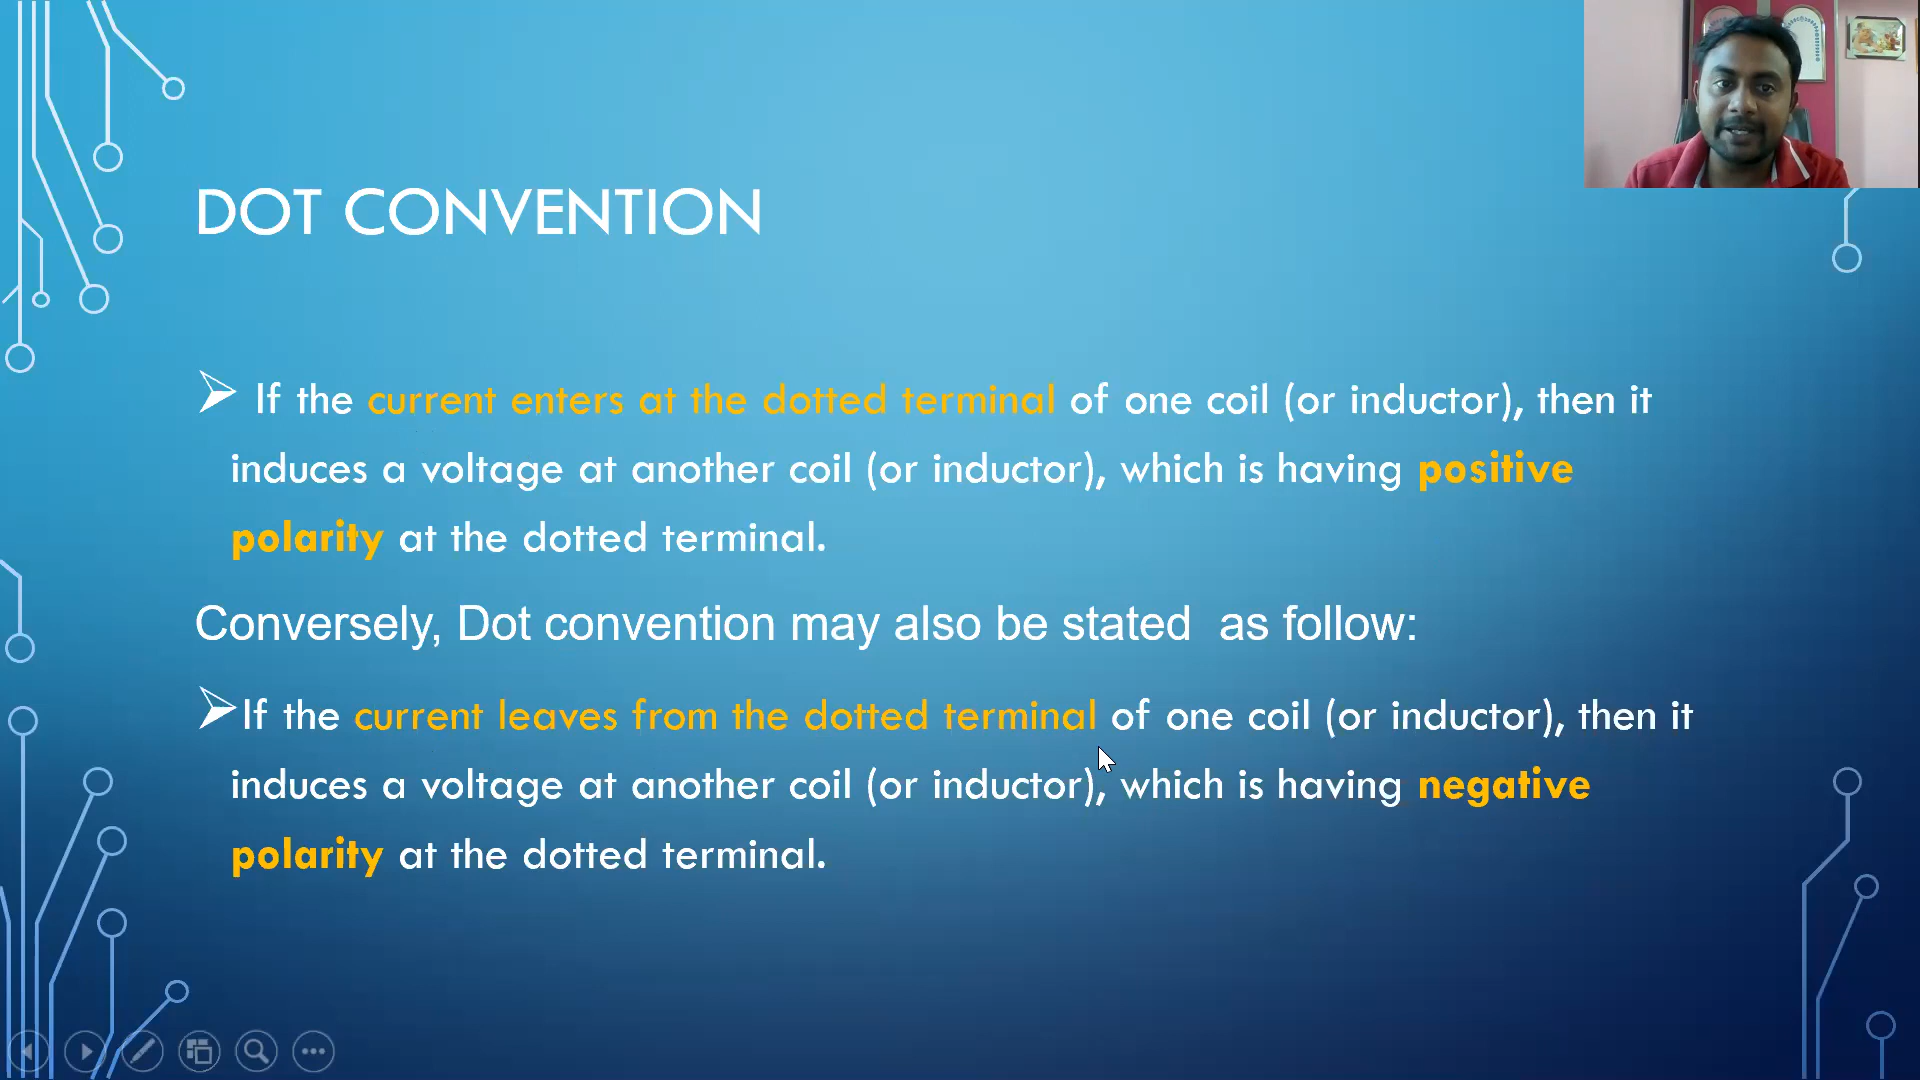 DOT CONVENTION
If the current enters at the dotted terminal of one coil (or inductor), then it
induces a voltage at another coil (or inductor), which is having positive
polarity at the dotted terminal.
Conversely, Dot convention may also be stated  as follow:
If the current leaves from the dotted terminal of one coil (or inductor), then it
induces a voltage at another coil (or inductor), which is having negative
polarity at the dotted terminal.